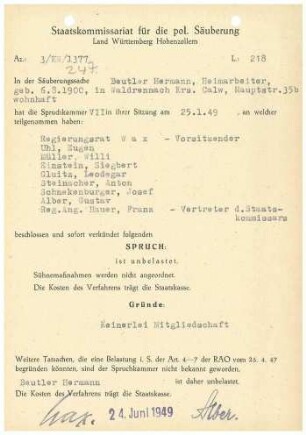 Staatskommissariat für die pol. Säuberung
Land Württemberg Hohenzollern
Az.: 3/VII/1377 L: 218
247.
In der Säuberungssache Beutler Hermann, Heimarbeiter,
geb. 6.3.1900, in Waldrennach Krs. Calw, Hauptstr.35b
wohnhaft
hat die Spruchkammer VII in ihrer Sitzung am 25.1.49 , an welcher
teilgenommen haben:
Regierungsrat Wax - Vorsitzender
Uhl, Eugen
Müller, Willi
Einstein, Siegbert
Gluitz, Leodegar
Steinacher, Anton
Schnekenburger, Josef
Alber, Gustav
Reg.Ang. Hauer, Franz - Vertreter d.Staats-
kommissars
beschlossen und sofort verkündet folgenden
SPRUCH:
ist unbelastet.
Sühnemaßnahmen werden nicht angeordnet.
Die Kosten des Verfahrens trägt die Staatskasse.
Gründe:
Keinerlei Mitgliedschaft
Weitere Tatsachen, die eine Belastung i. S. der Art. 4–7 der RAO vom 25. 4. 47
begründen könnten, sind der Spruchkammer nicht bekannt geworden.
Beutler Hermann ist daher unbelastet.
Die Kosten des Verfahrens trägt die Staatskasse.
Wax. 24. Juni 1949 Alber.